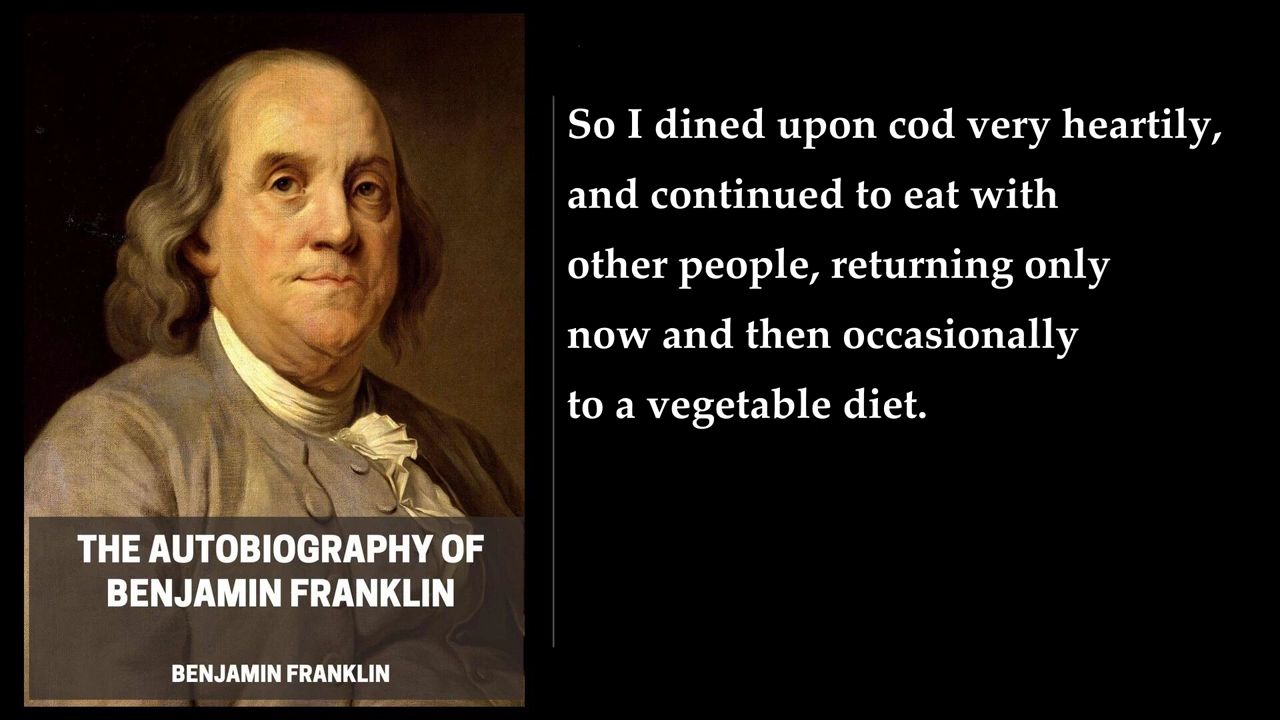 THE AUTOBIOGRAPHY OF
BENJAMIN FRANKLIN
BENJAMIN FRANKLIN
So I dined upon cod very heartily,
and continued to eat with
other people, returning only
now and then occasionally
to a vegetable diet.